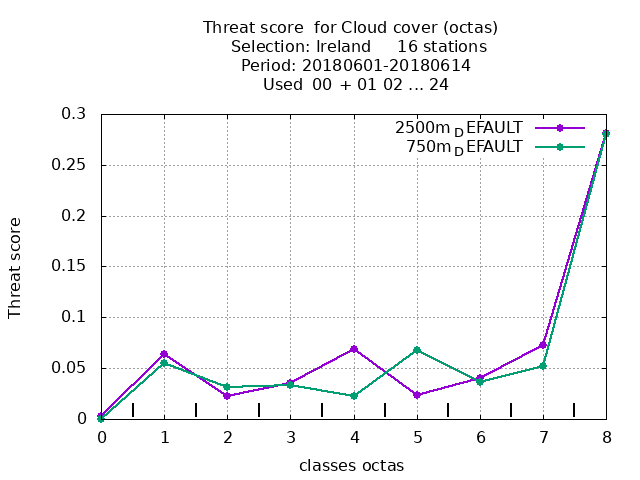 Threat score  for Cloud cover (octas)
Selection: Ireland     16 stations
Period: 20180601-20180614
Used  00 + 01 02 ... 24
2500m_DEFAULT
750m_DEFAULT
0.3
0.25
0.2
0.15
0.1
0.05
0
Threat score
0 1 2 3 4 5 6 7 8
classes octas